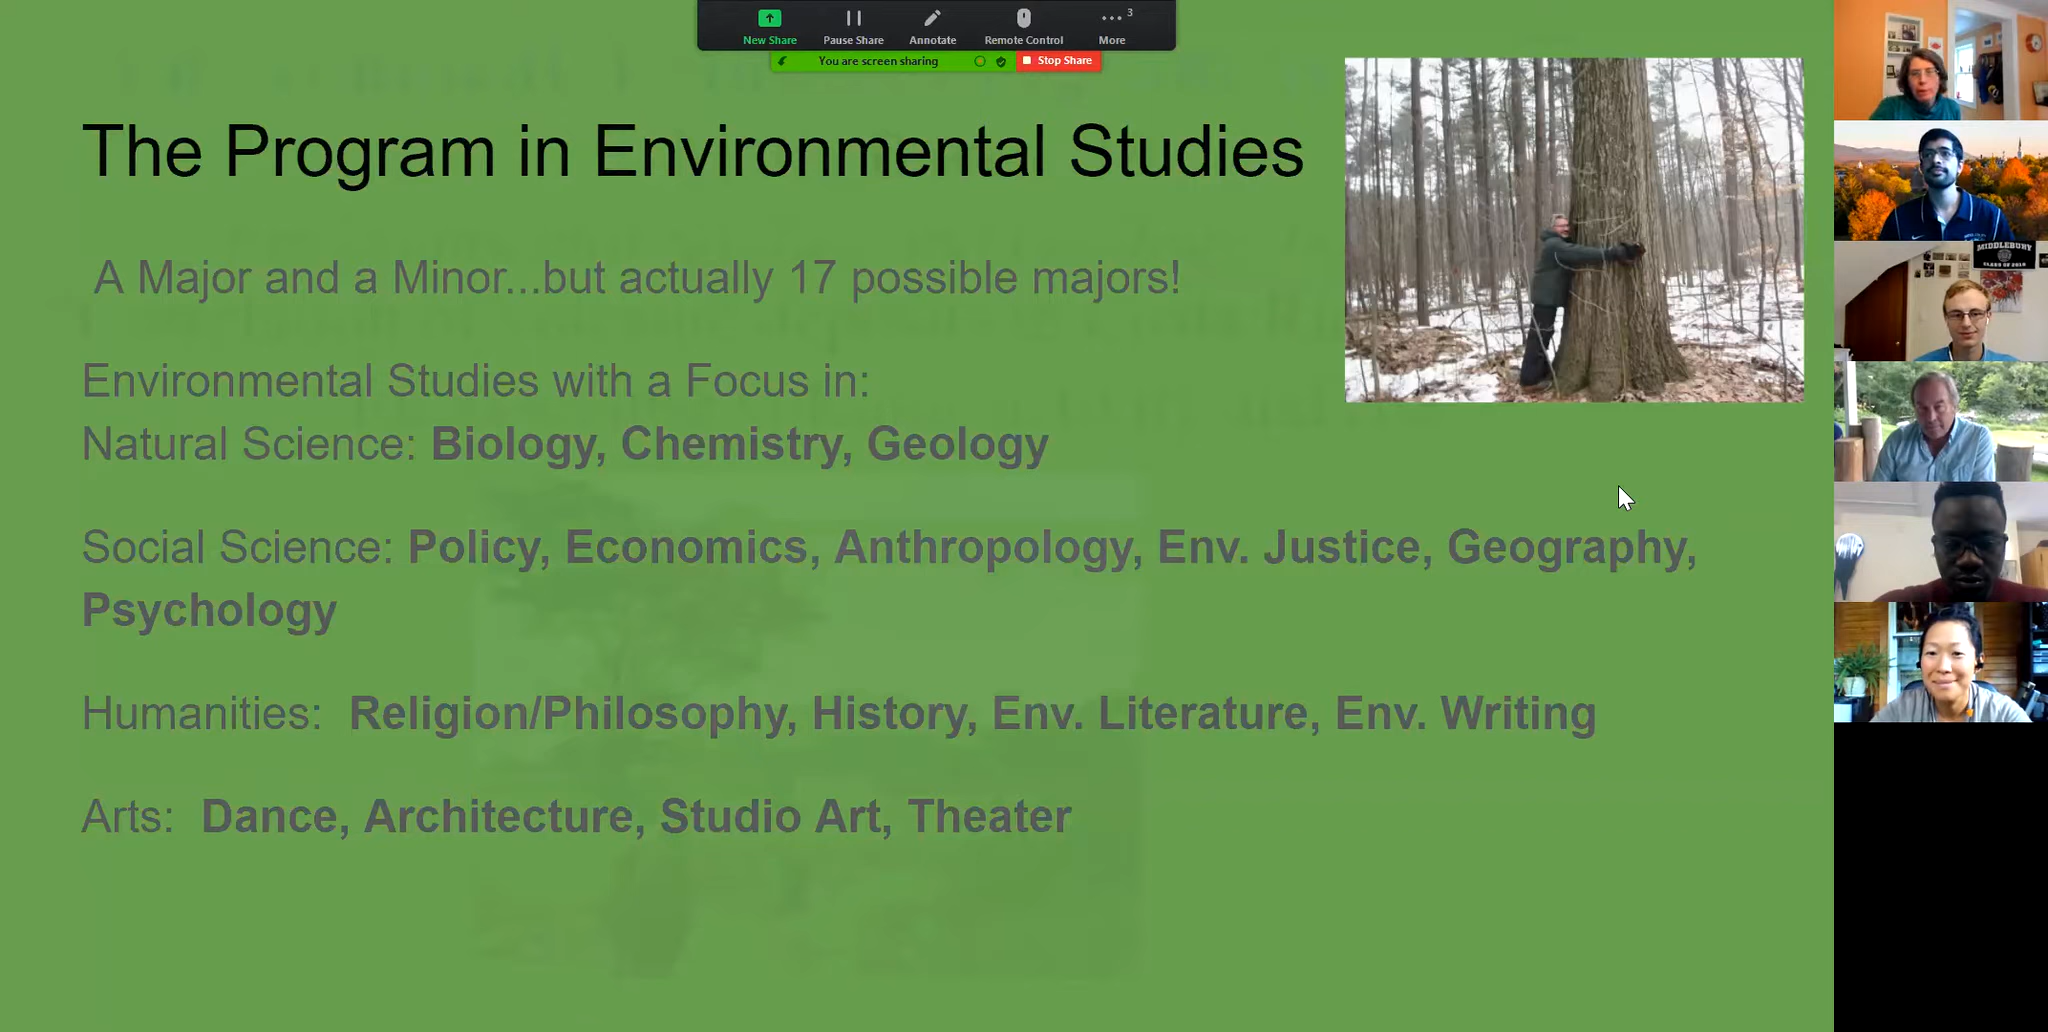 New Share Pause Share Annotate Remote Control More 3
You are screen sharing Stop Share
The Program in Environmental Studies
A Major and a Minor...but actually 17 possible majors!
Environmental Studies with a Focus in:
Natural Science: Biology, Chemistry, Geology
Social Science: Policy, Economics, Anthropology, Env. Justice, Geography,
Psychology
Humanities: Religion/Philosophy, History, Env. Literature, Env. Writing
Arts: Dance, Architecture, Studio Art, Theater
MIDDLEBURY